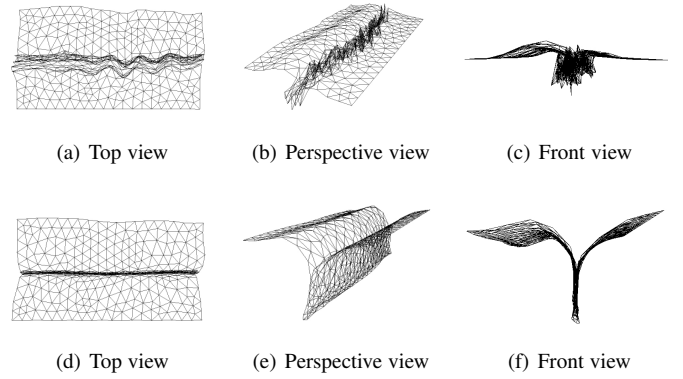 (a) Top view
(b) Perspective view
(c) Front view
(d) Top view
(e) Perspective view
(f) Front view